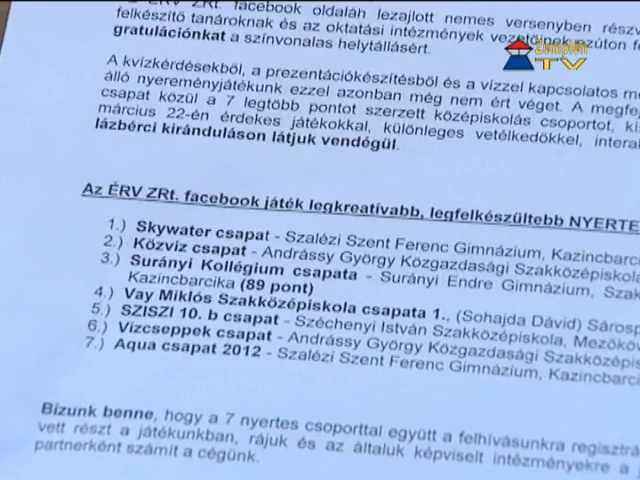 ÉRV ZRt. facebook oldalán lezajlott nemes versenyben részv
felkészítő tanároknak és az oktatási intézmények vezetőinek ezúton
gratulációnkat a színvonalas helytállásért.
Zemplén
TV
A kvízkérdésekből, a prezentációkészítésből és a vízzel kapcsolatos
álló nyereményjátékunk ezzel azonban még nem ért véget. A megfej
csapat közül a 7 legtöbb pontot szerzett középiskolás csoportot, ki
március 22-én érdekes játékokkal, különleges vetélkedőkkel, intera
lázbérci kiránduláson látjuk vendégül.
Az ÉRV ZRt. facebook játék legkreatívabb, legfelkészültebb NYERTE
1.) Skywater csapat - Szalézi Szent Ferenc Gimnázium, Kazincbarci
2.) Közvíz csapat - Andrássy György Közgazdasági Szakközépiskola
3.) Surányi Kollégium csapata - Surányi Endre Gimnázium, Szak
Kazincbarcika (89 pont)
4.) Vay Miklós Szakközépiskola csapata 1., (Sohajda Dávid) Sárosp
5.) SZISZI 10. b csapat - Széchenyi István Szakközépiskola, Mezőköv
6.) Vízcseppek csapat - Andrássy György Közgazdasági Szakközépis
7.) Aqua csapat 2012 - Szalézi Szent Ferenc Gimnázium, Kazincbarc
Bízunk benne, hogy a 7 nyertes csoporttal együtt a felhívásunkra regisztrá
vett részt a játékunkban, rájuk és az általuk képviselt intézményekre a
partnerként számít a cégünk.